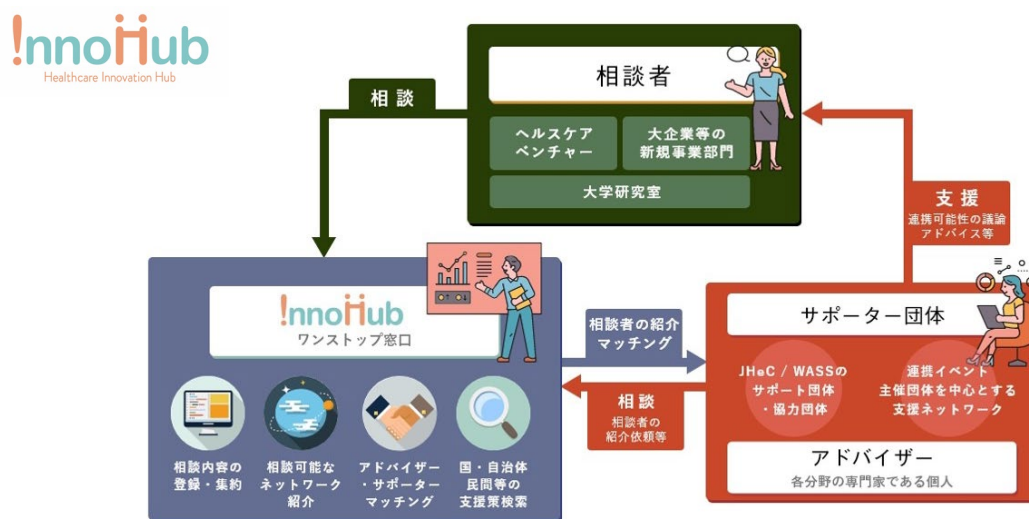 InnoHub
Healthcare Innovation Hub
相談者
ヘルスケア
ベンチャー
大企業等の
新規事業部門
大学研究室
相談
支援
連携可能性の議論
アドバイス等
InnoHub
ワンストップ窓口
相談内容の
登録・集約
相談可能な
ネットワーク
紹介
アドバイザー
・サポーター
マッチング
国・自治体
民間等の
支援策検索
相談者の紹介
マッチング
相談
相談者の
紹介依頼等
サポーター団体
JHeC / WASSの
サポート団体
・協力団体
連携イベント
主催団体を中心とする
支援ネットワーク
アドバイザー
各分野の専門家である個人